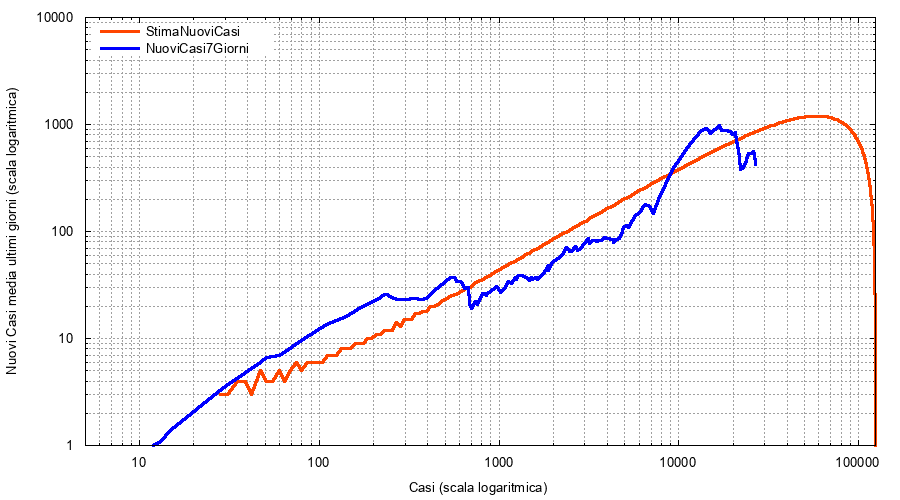 10000
1000
100
10
1
StimaNuoviCasi
NuoviCasi7Giorni
Nuovi Casi media ultimi giorni (scala logaritmica)
10 100 1000 10000 100000
Casi (scala logaritmica)